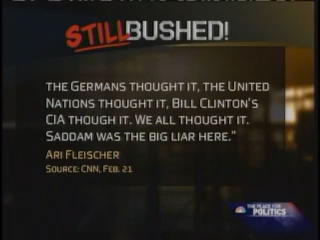 STILL BUSHED!
THE GERMANS THOUGHT IT, THE UNITED
NATIONS THOUGHT IT, BILL CLINTON'S
CIA THOUGH IT. WE ALL THOUGHT IT.
SADDAM WAS THE BIG LIAR HERE."
ARI FLEISCHER
SOURCE: CNN, FEB. 21
THE PLACE FOR
POLITICS